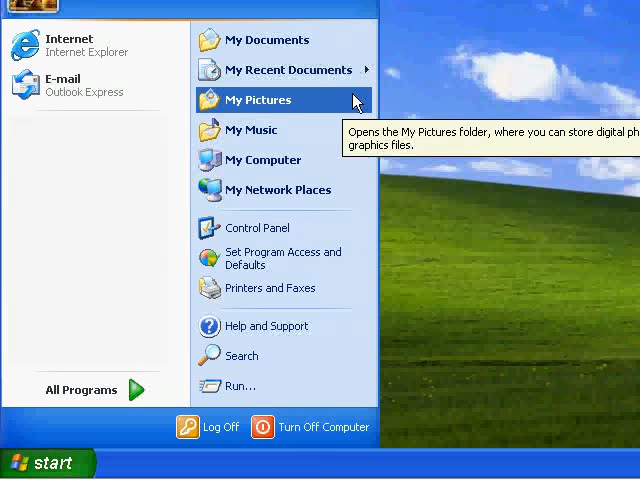 Internet
Internet Explorer
E-mail
Outlook Express
All Programs
My Documents
My Recent Documents
My Pictures
My Music
My Computer
My Network Places
Control Panel
Set Program Access and
Defaults
Printers and Faxes
Help and Support
Search
Run...
Opens the My Pictures folder, where you can store digital ph
graphics files.
Log Off
Turn Off Computer
start